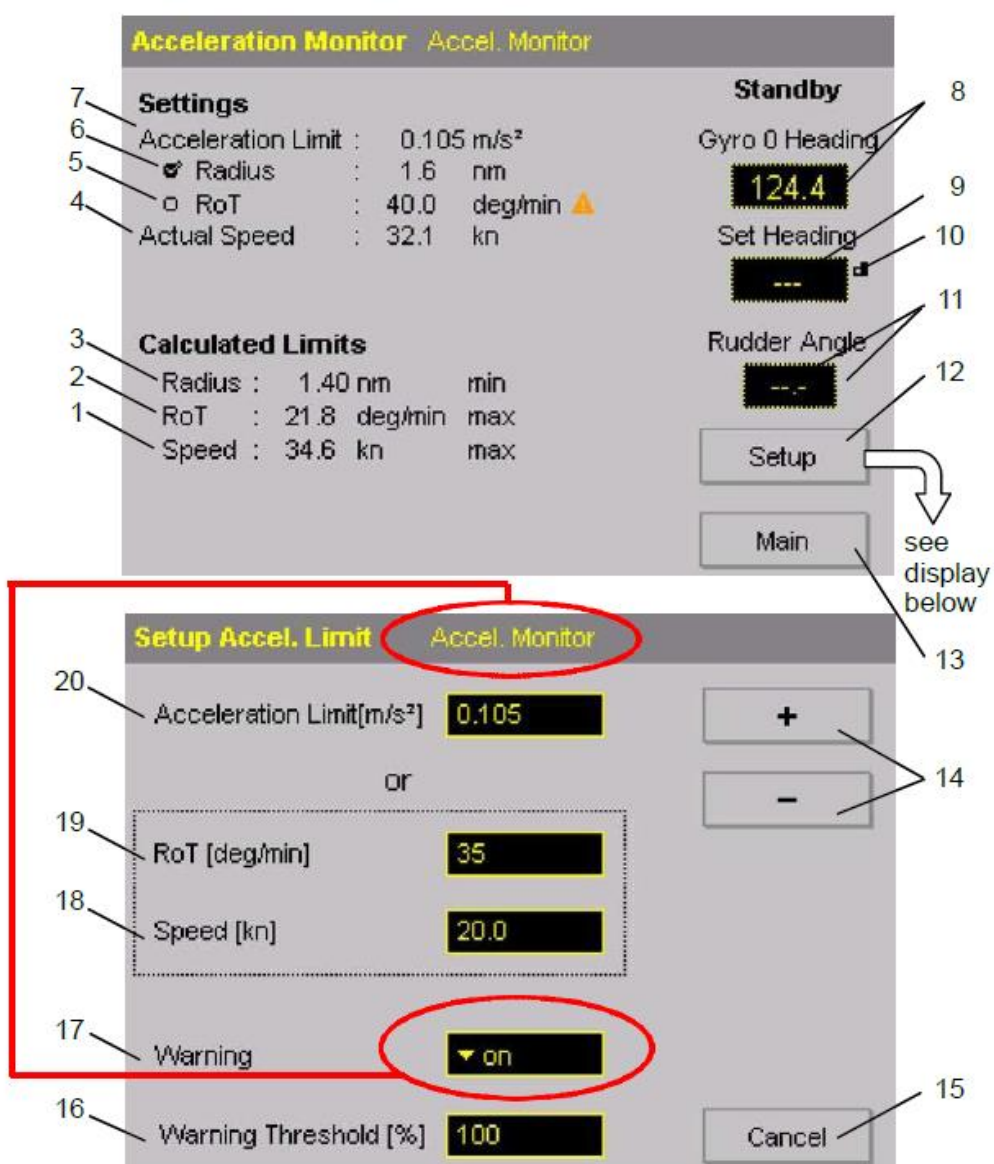 Acceleration Monitor Accel. Monitor
7 Settings Standby 8
Acceleration Limit : 0.105 m/s² Gyro 0 Heading
6 Radius : 1.6 nm 124.4
5 RoT : 40.0 deg/min 9
4 Actual Speed : 32.1 kn Set Heading 10
---
11
3 Calculated Limits Rudder Angle
2 Radius : 1.40 nm min --.- 12
1 RoT : 21.8 deg/min max
Speed : 34.6 kn max Setup
Main see
display
below
13
Setup Accel. Limit Accel. Monitor
20 Acceleration Limit[m/s²] 0.105 +
or - 14
19 RoT [deg/min] 35
18 Speed [kn] 20.0
17 Warning on
15
16 Warning Threshold [%] 100 Cancel